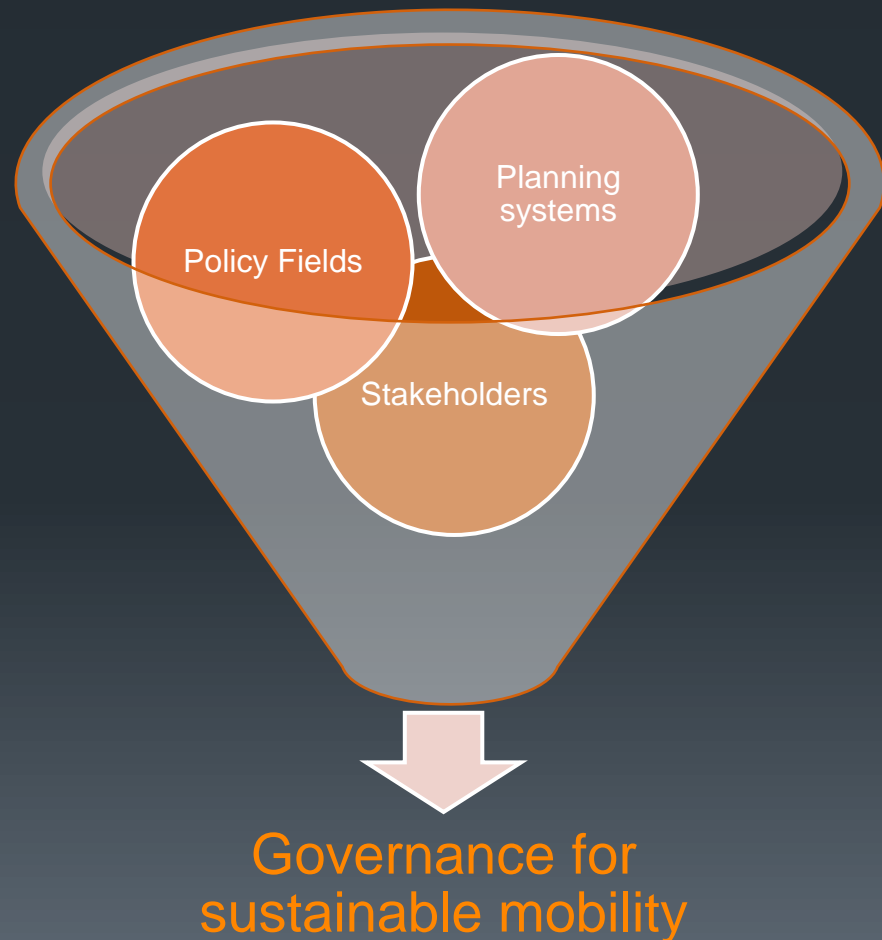 Planning
systems
Policy Fields
Stakeholders
Governance for
sustainable mobility